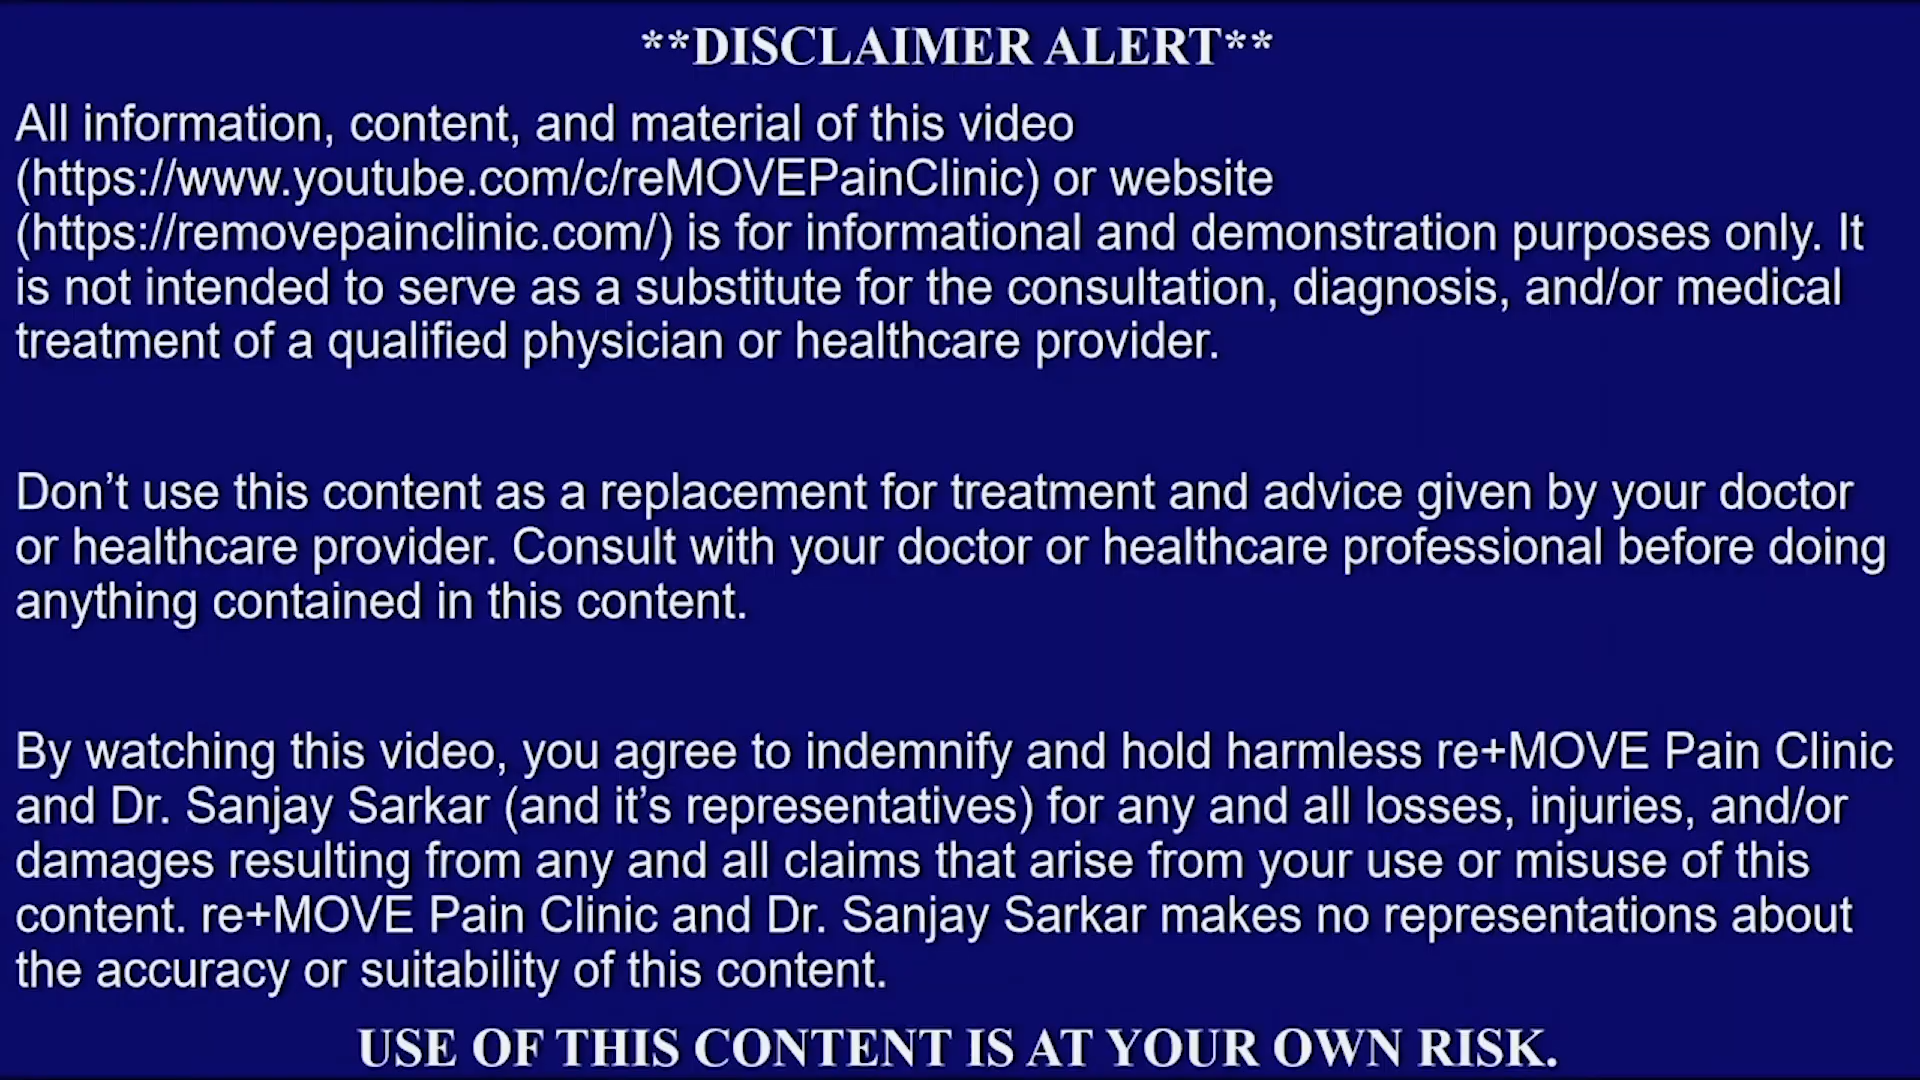 **DISCLAIMER ALERT**
All information, content, and material of this video
(https://www.youtube.com/c/reMOVEPainClinic) or website
(https://removepainclinic.com/) is for informational and demonstration purposes only. It
is not intended to serve as a substitute for the consultation, diagnosis, and/or medical
treatment of a qualified physician or healthcare provider.
Don’t use this content as a replacement for treatment and advice given by your doctor
or healthcare provider. Consult with your doctor or healthcare professional before doing
anything contained in this content.
By watching this video, you agree to indemnify and hold harmless re+MOVE Pain Clinic
and Dr. Sanjay Sarkar (and it’s representatives) for any and all losses, injuries, and/or
damages resulting from any and all claims that arise from your use or misuse of this
content. re+MOVE Pain Clinic and Dr. Sanjay Sarkar makes no representations about
the accuracy or suitability of this content.
USE OF THIS CONTENT IS AT YOUR OWN RISK.